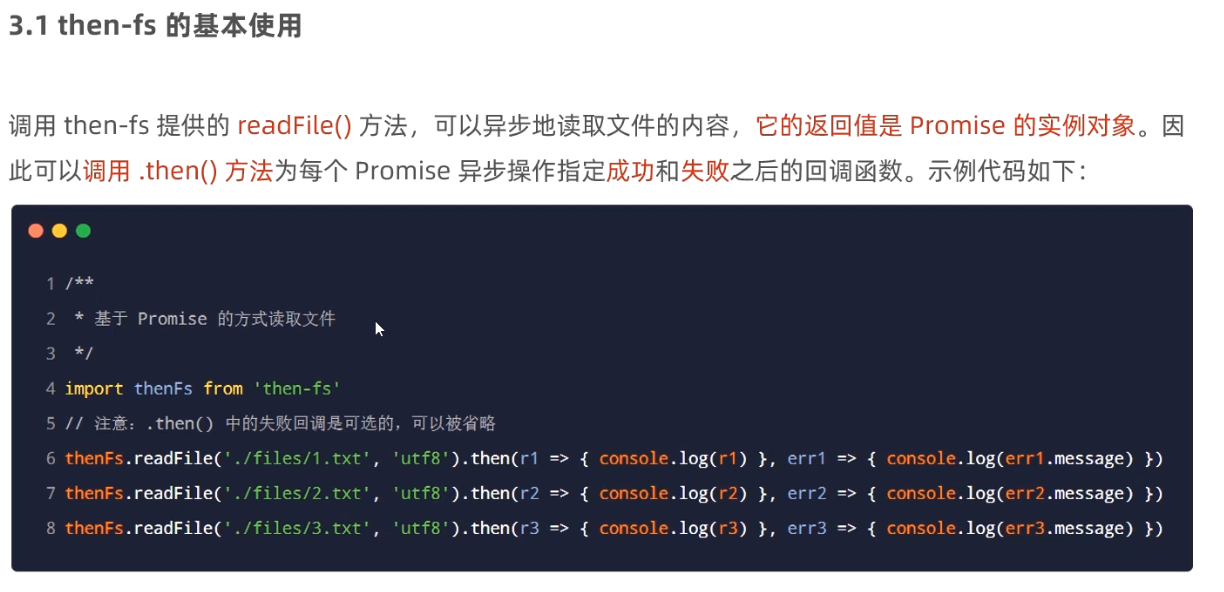 3.1 then-fs 的基本使用
调用 then-fs 提供的 readFile() 方法，可以异步地读取文件的内容，它的返回值是 Promise 的实例对象。因
此可以调用 .then() 方法为每个 Promise 异步操作指定成功和失败之后的回调函数。示例代码如下：
1 /**
2  * 基于 Promise 的方式读取文件
3  */
4 import thenFs from 'then-fs'
5 // 注意：.then() 中的失败回调是可选的，可以被省略
6 thenFs.readFile('./files/1.txt', 'utf8').then(r1 => { console.log(r1) }, err1 => { console.log(err1.message) })
7 thenFs.readFile('./files/2.txt', 'utf8').then(r2 => { console.log(r2) }, err2 => { console.log(err2.message) })
8 thenFs.readFile('./files/3.txt', 'utf8').then(r3 => { console.log(r3) }, err3 => { console.log(err3.message) })